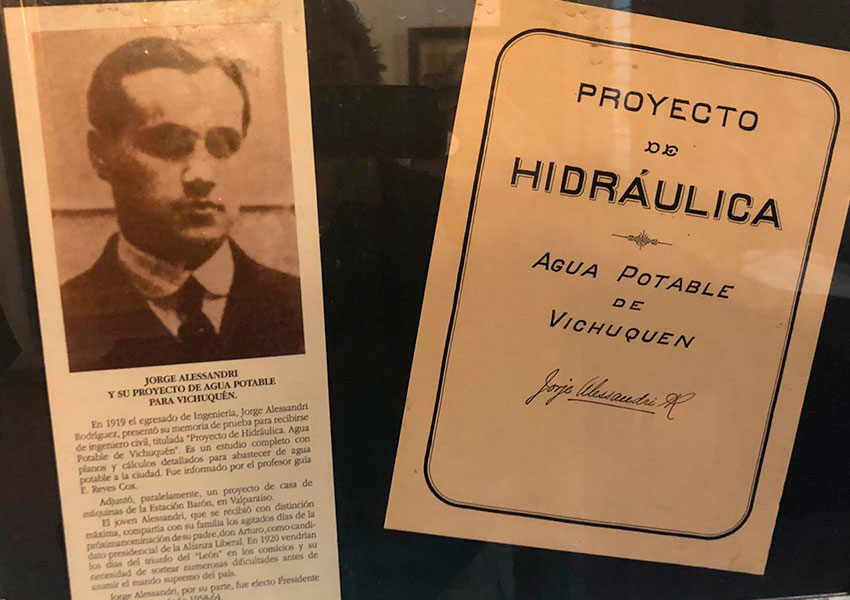 JORGE ALESSANDRI
Y SU PROYECTO DE AGUA POTABLE
PARA VICHUQUÉN.
En 1919 el egresado de Ingeniería, Jorge Alessandri
Rodríguez, presentó su memoria de prueba para recibirse
de ingeniero civil, titulada "Proyecto de Hidráulica. Agua
Potable de Vichuquén". Es un estudio completo con
planos y cálculos detallados para abastecer de agua
potable a la ciudad. Fue informado por el profesor guía
E. Reyes Cox.
Adjuntó, paralelamente, un proyecto de casa de
máquinas de la Estación Barón, en Valparaíso.
El joven Alessandri, que se recibió con distinción
máxima, compartía con su familia los agitados días de la
próxima nominación de su padre, don Arturo, como candi-
dato presidencial de la Alianza Liberal. En 1920 vendrían
los días del triunfo del "León" en los comicios y su
necesidad de sortear numerosas dificultades antes de
asumir el mando supremo del país.
Jorge Alessandri, por su parte, fue electo Presidente
1958-64.
PROYECTO
DE
HIDRÁULICA
AGUA POTABLE
DE
VICHUQUEN
Jorje Alessandri R